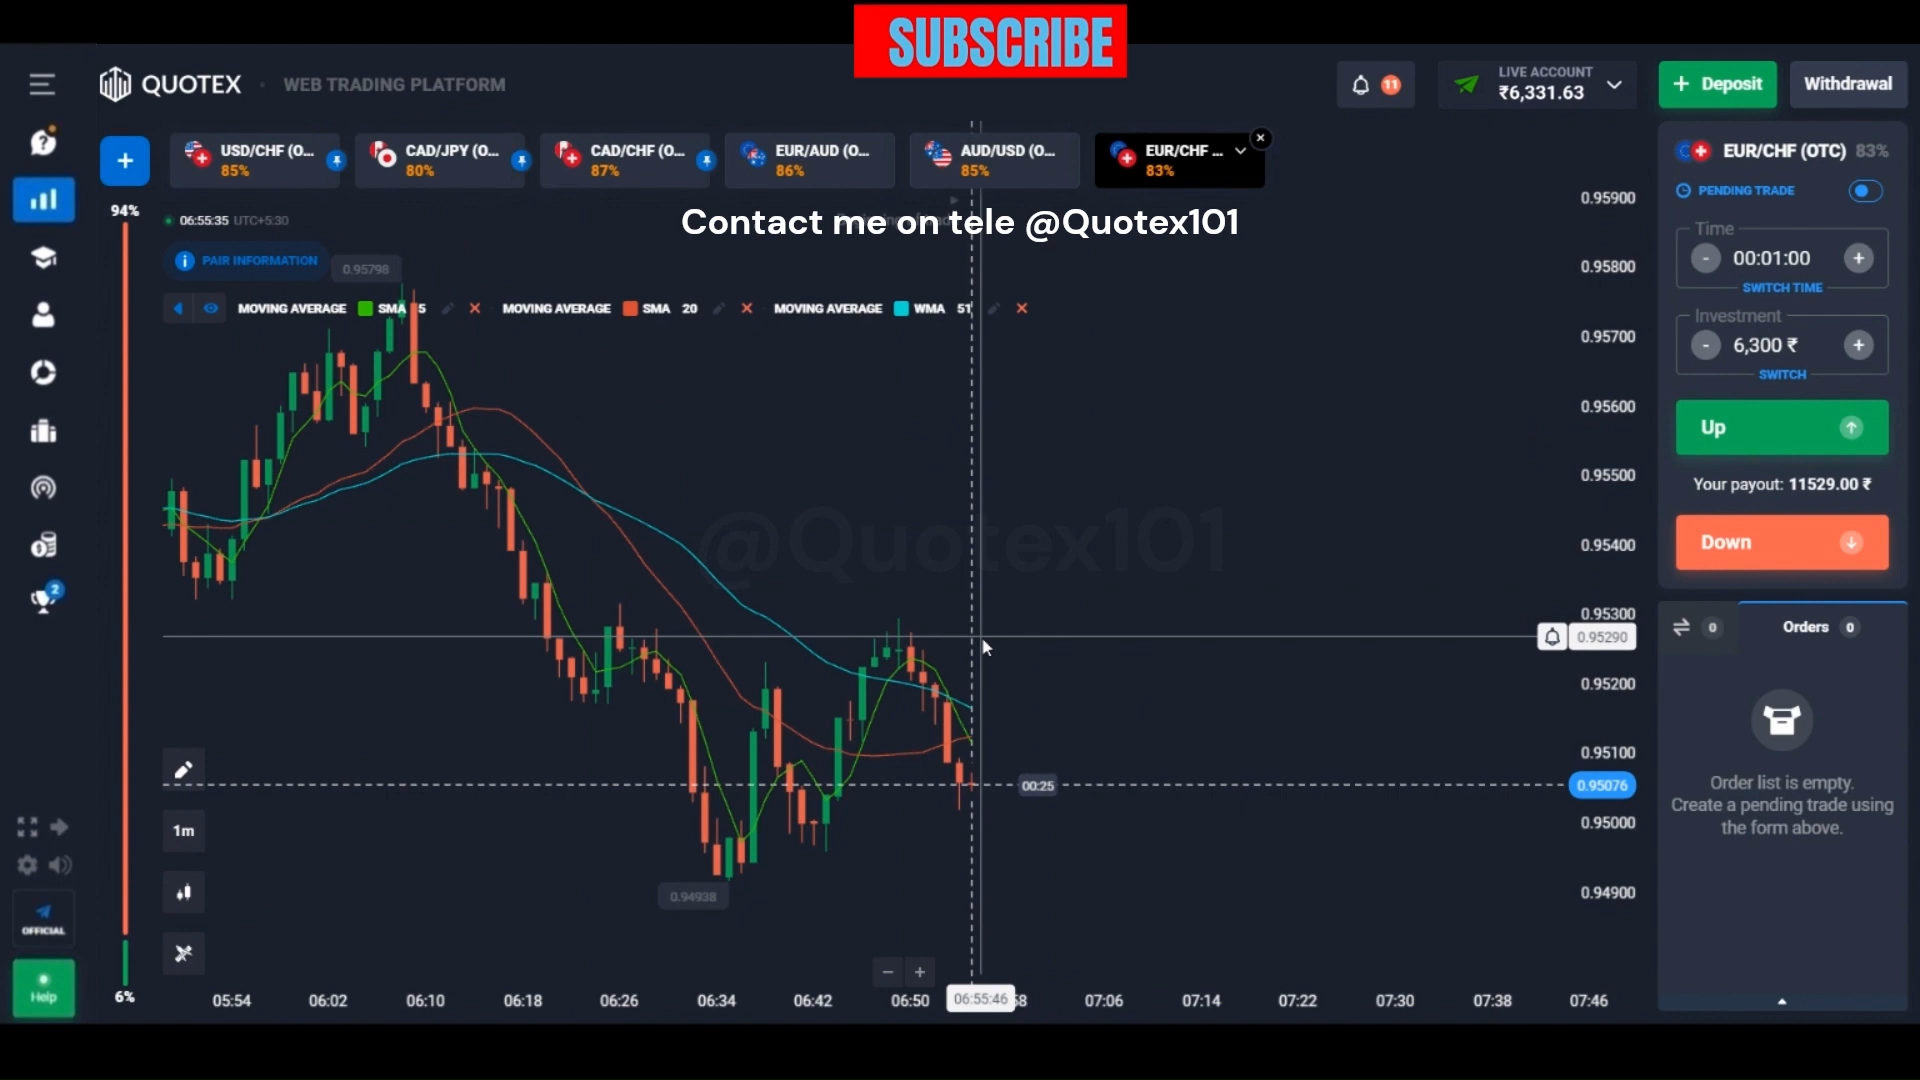 SUBSCRIBE
QUOTEX
WEB TRADING PLATFORM
11
LIVE ACCOUNT
₹6,331.63
+ Deposit
Withdrawal
USD/CHF (O...
85%
CAD/JPY (O...
80%
CAD/CHF (O...
87%
EUR/AUD (O...
86%
AUD/USD (O...
85%
EUR/CHF ...
83%
94%
06:55:35 UTC+5:30
Contact me on tele @Quotex101
PAIR INFORMATION
0.95798
MOVING AVERAGE SMA 5
MOVING AVERAGE SMA 20
MOVING AVERAGE WMA 51
@Quotex101
0.95900
0.95800
0.95700
0.95600
0.95500
0.95400
0.95300
0.95290
0.95200
0.95100
0.95076
0.95000
0.94900
00:25
0.94938
1m
6%
05:54
06:02
06:10
06:18
06:26
06:34
06:42
06:50
06:55:46
58
07:06
07:14
07:22
07:30
07:38
07:46
EUR/CHF (OTC) 83%
PENDING TRADE
Time
- 00:01:00 +
SWITCH TIME
Investment
- 6,300 ₹ +
SWITCH
Up
Your payout: 11529.00 ₹
Down
0
Orders 0
Order list is empty.
Create a pending trade using
the form above.
2
OFFICIAL
Help